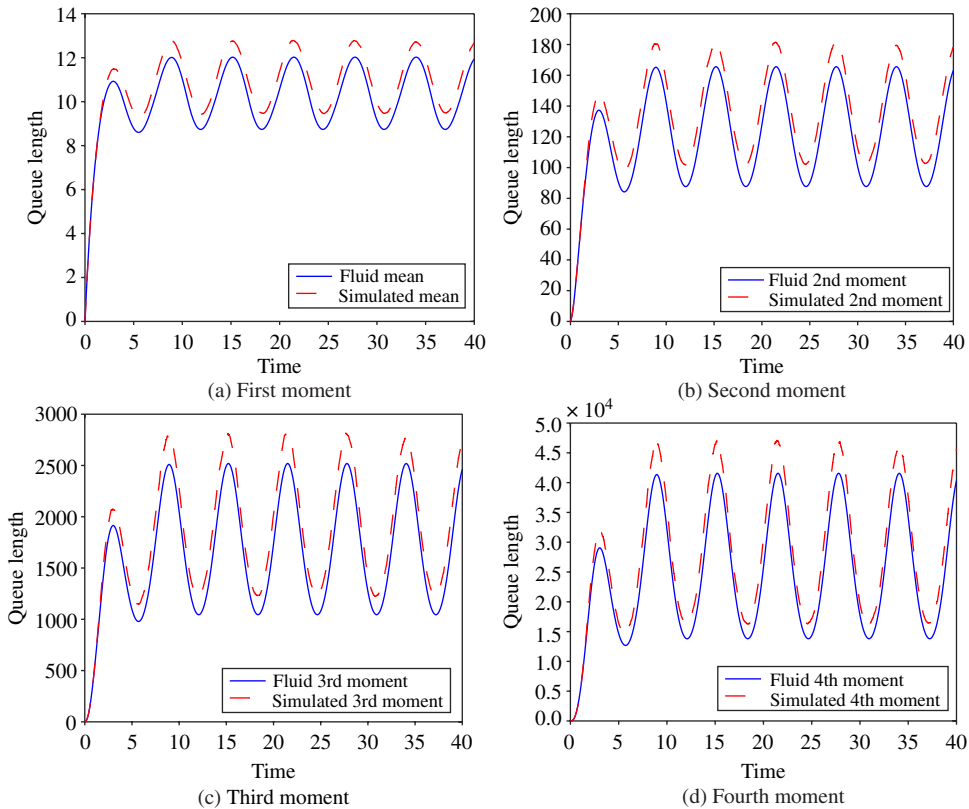 14
12
10
8
6
4
2
0
Queue length
Fluid mean
Simulated mean
0 5 10 15 20 25 30 35 40
Time
(a) First moment
200
180
160
140
120
100
80
60
40
20
0
Queue length
Fluid 2nd moment
Simulated 2nd moment
0 5 10 15 20 25 30 35 40
Time
(b) Second moment
3000
2500
2000
1500
1000
500
0
Queue length
Fluid 3rd moment
Simulated 3rd moment
0 5 10 15 20 25 30 35 40
Time
(c) Third moment
× 10⁴
5.0
4.5
4.0
3.5
3.0
2.5
2.0
1.5
1.0
0.5
0.0
Queue length
Fluid 4th moment
Simulated 4th moment
0 5 10 15 20 25 30 35 40
Time
(d) Fourth moment